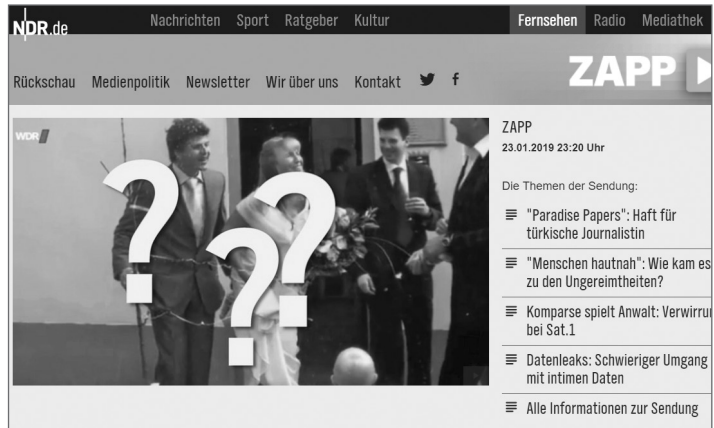 NDR.de
Nachrichten Sport Ratgeber Kultur Fernsehen Radio Mediathek
ZAPP
Rückschau Medienpolitik Newsletter Wir über uns Kontakt
WDR
? ? ?
ZAPP
23.01.2019 23:20 Uhr
Die Themen der Sendung:
"Paradise Papers": Haft für
türkische Journalistin
"Menschen hautnah": Wie kam es
zu den Ungereimtheiten?
Komparse spielt Anwalt:
bei Sat.1
Datenleaks: Schwieriger Umgang
mit intimen Daten
Alle Informationen zur Sendung